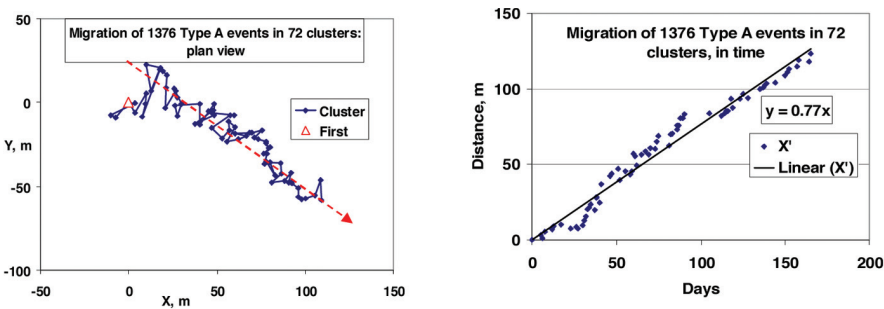 Migration of 1376 Type A events in 72 clusters:
plan view
50
0
-50
-100
Y, m
-50
0
50
100
150
X, m
Cluster
First
Migration of 1376 Type A events in 72
clusters, in time
150
100
50
0
Distance, m
0
50
100
150
200
Days
y = 0.77x
X'
Linear (X')